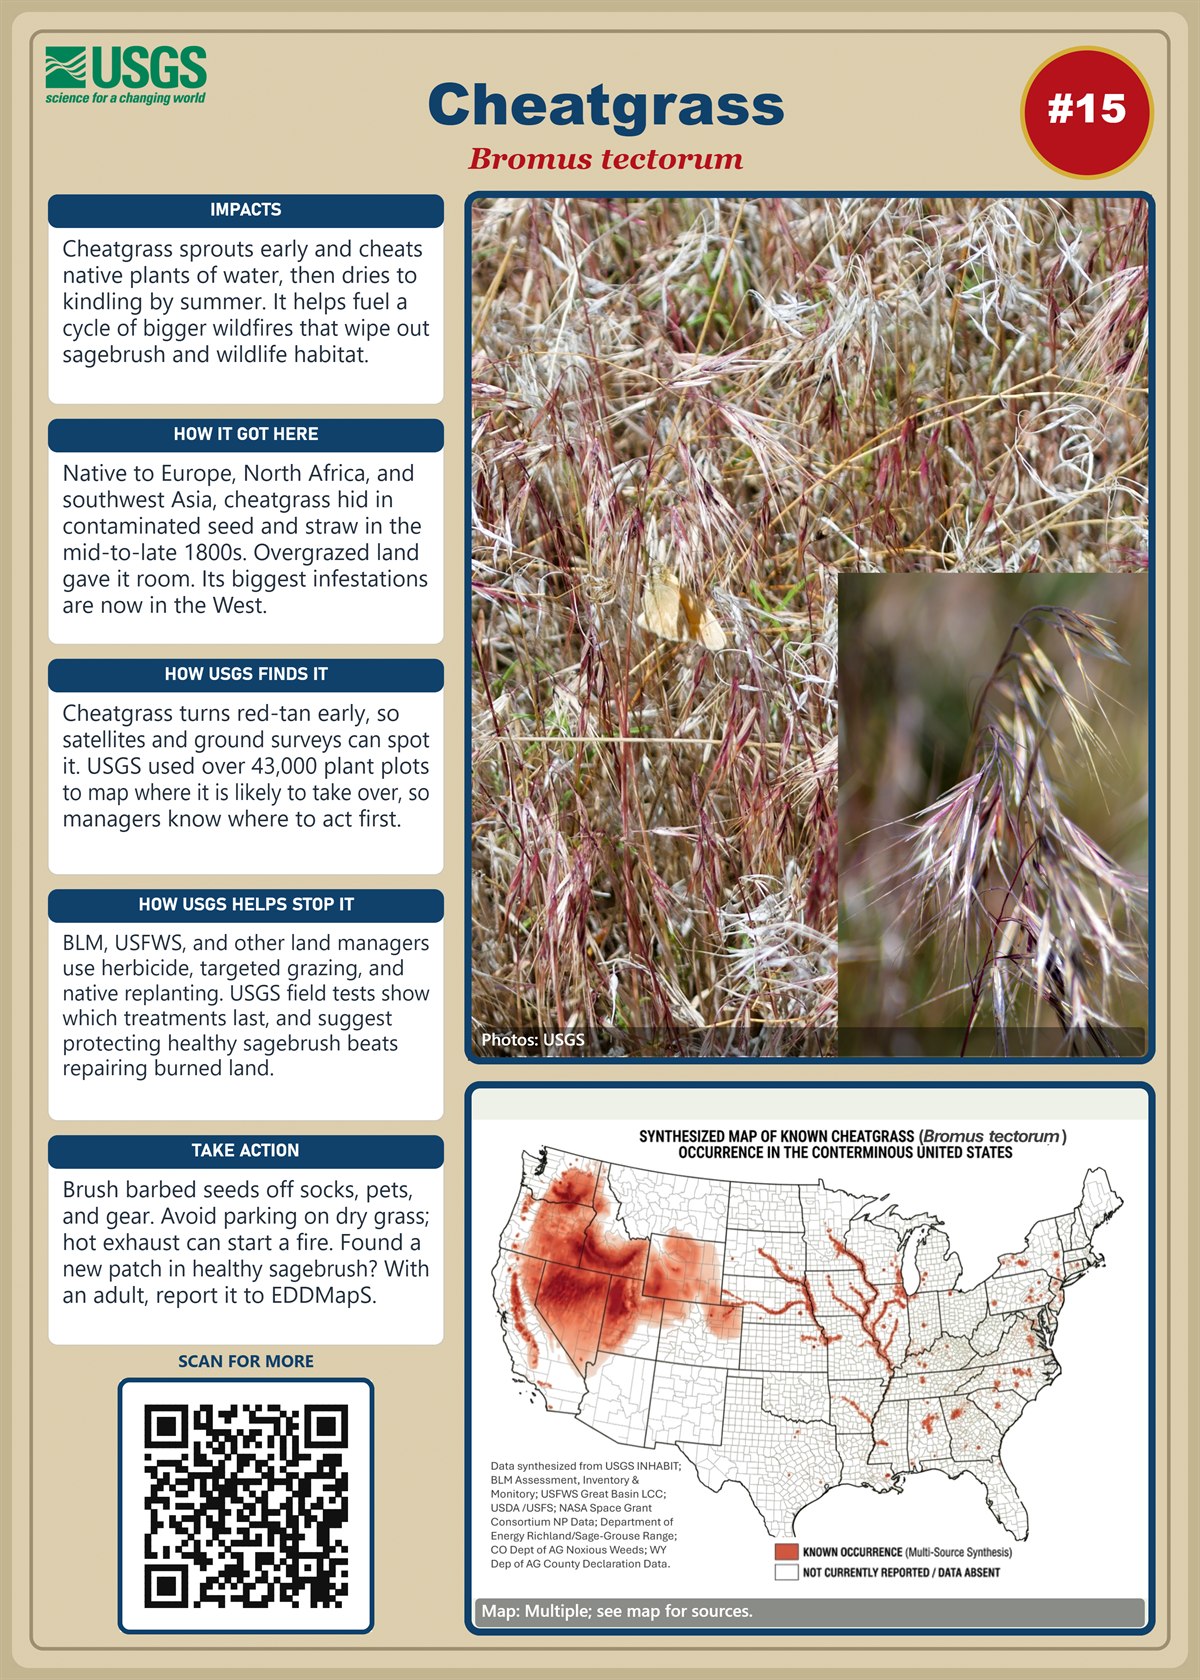 USGS
science for a changing world
Cheatgrass
Bromus tectorum
#15
IMPACTS
Cheatgrass sprouts early and cheats
native plants of water, then dries to
kindling by summer. It helps fuel a
cycle of bigger wildfires that wipe out
sagebrush and wildlife habitat.
HOW IT GOT HERE
Native to Europe, North Africa, and
southwest Asia, cheatgrass hid in
contaminated seed and straw in the
mid-to-late 1800s. Overgrazed land
gave it room. Its biggest infestations
are now in the West.
HOW USGS FINDS IT
Cheatgrass turns red-tan early, so
satellites and ground surveys can spot
it. USGS used over 43,000 plant plots
to map where it is likely to take over, so
managers know where to act first.
HOW USGS HELPS STOP IT
BLM, USFWS, and other land managers
use herbicide, targeted grazing, and
native replanting. USGS field tests show
which treatments last, and suggest
protecting healthy sagebrush beats
repairing burned land.
TAKE ACTION
Brush barbed seeds off socks, pets,
and gear. Avoid parking on dry grass;
hot exhaust can start a fire. Found a
new patch in healthy sagebrush? With
an adult, report it to EDDMapS.
SCAN FOR MORE
Photos: USGS
SYNTHESIZED MAP OF KNOWN CHEATGRASS (Bromus tectorum)
OCCURRENCE IN THE CONTERMINOUS UNITED STATES
Data synthesized from USGS INHABIT;
BLM Assessment, Inventory &
Monitory; USFWS Great Basin LCC;
USDA /USFS; NASA Space Grant
Consortium NP Data; Department of
Energy Richland/Sage-Grouse Range;
CO Dept of AG Noxious Weeds; WY
Dep of AG County Declaration Data.
KNOWN OCCURRENCE (Multi-Source Synthesis)
NOT CURRENTLY REPORTED / DATA ABSENT
Map: Multiple; see map for sources.